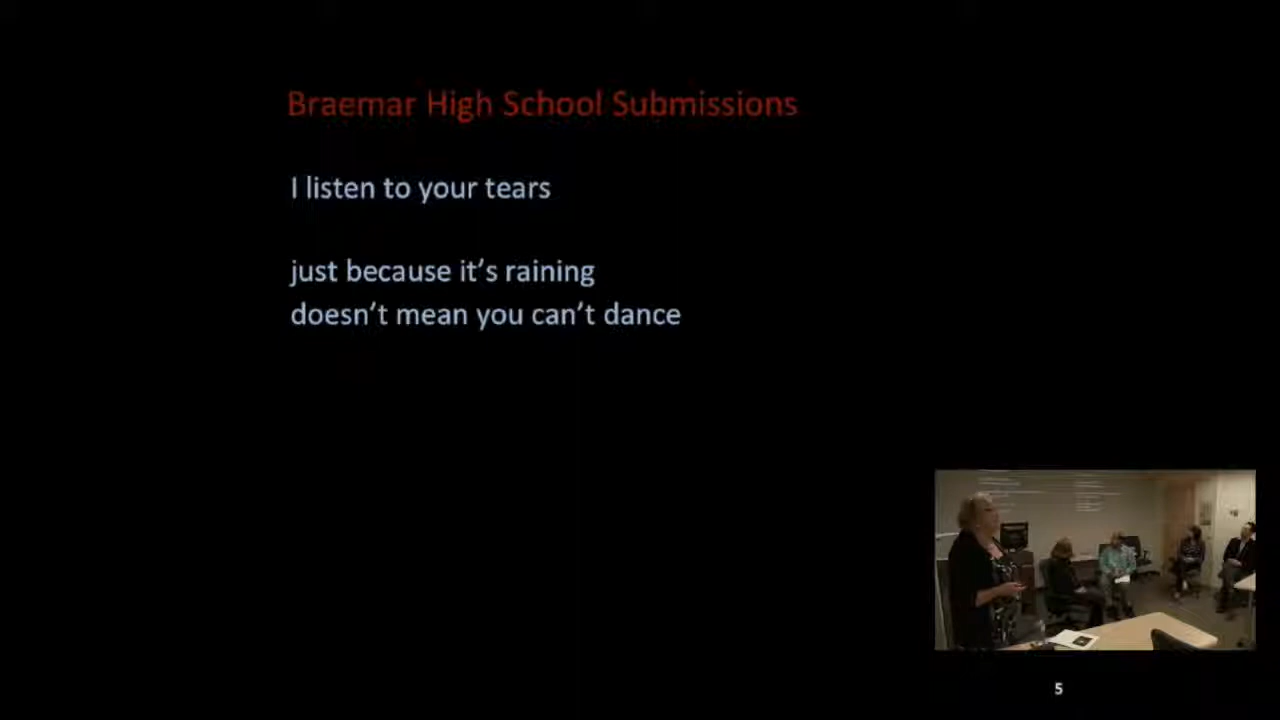 Braemar High School Submissions
I listen to your tears
just because it’s raining
doesn’t mean you can’t dance
5